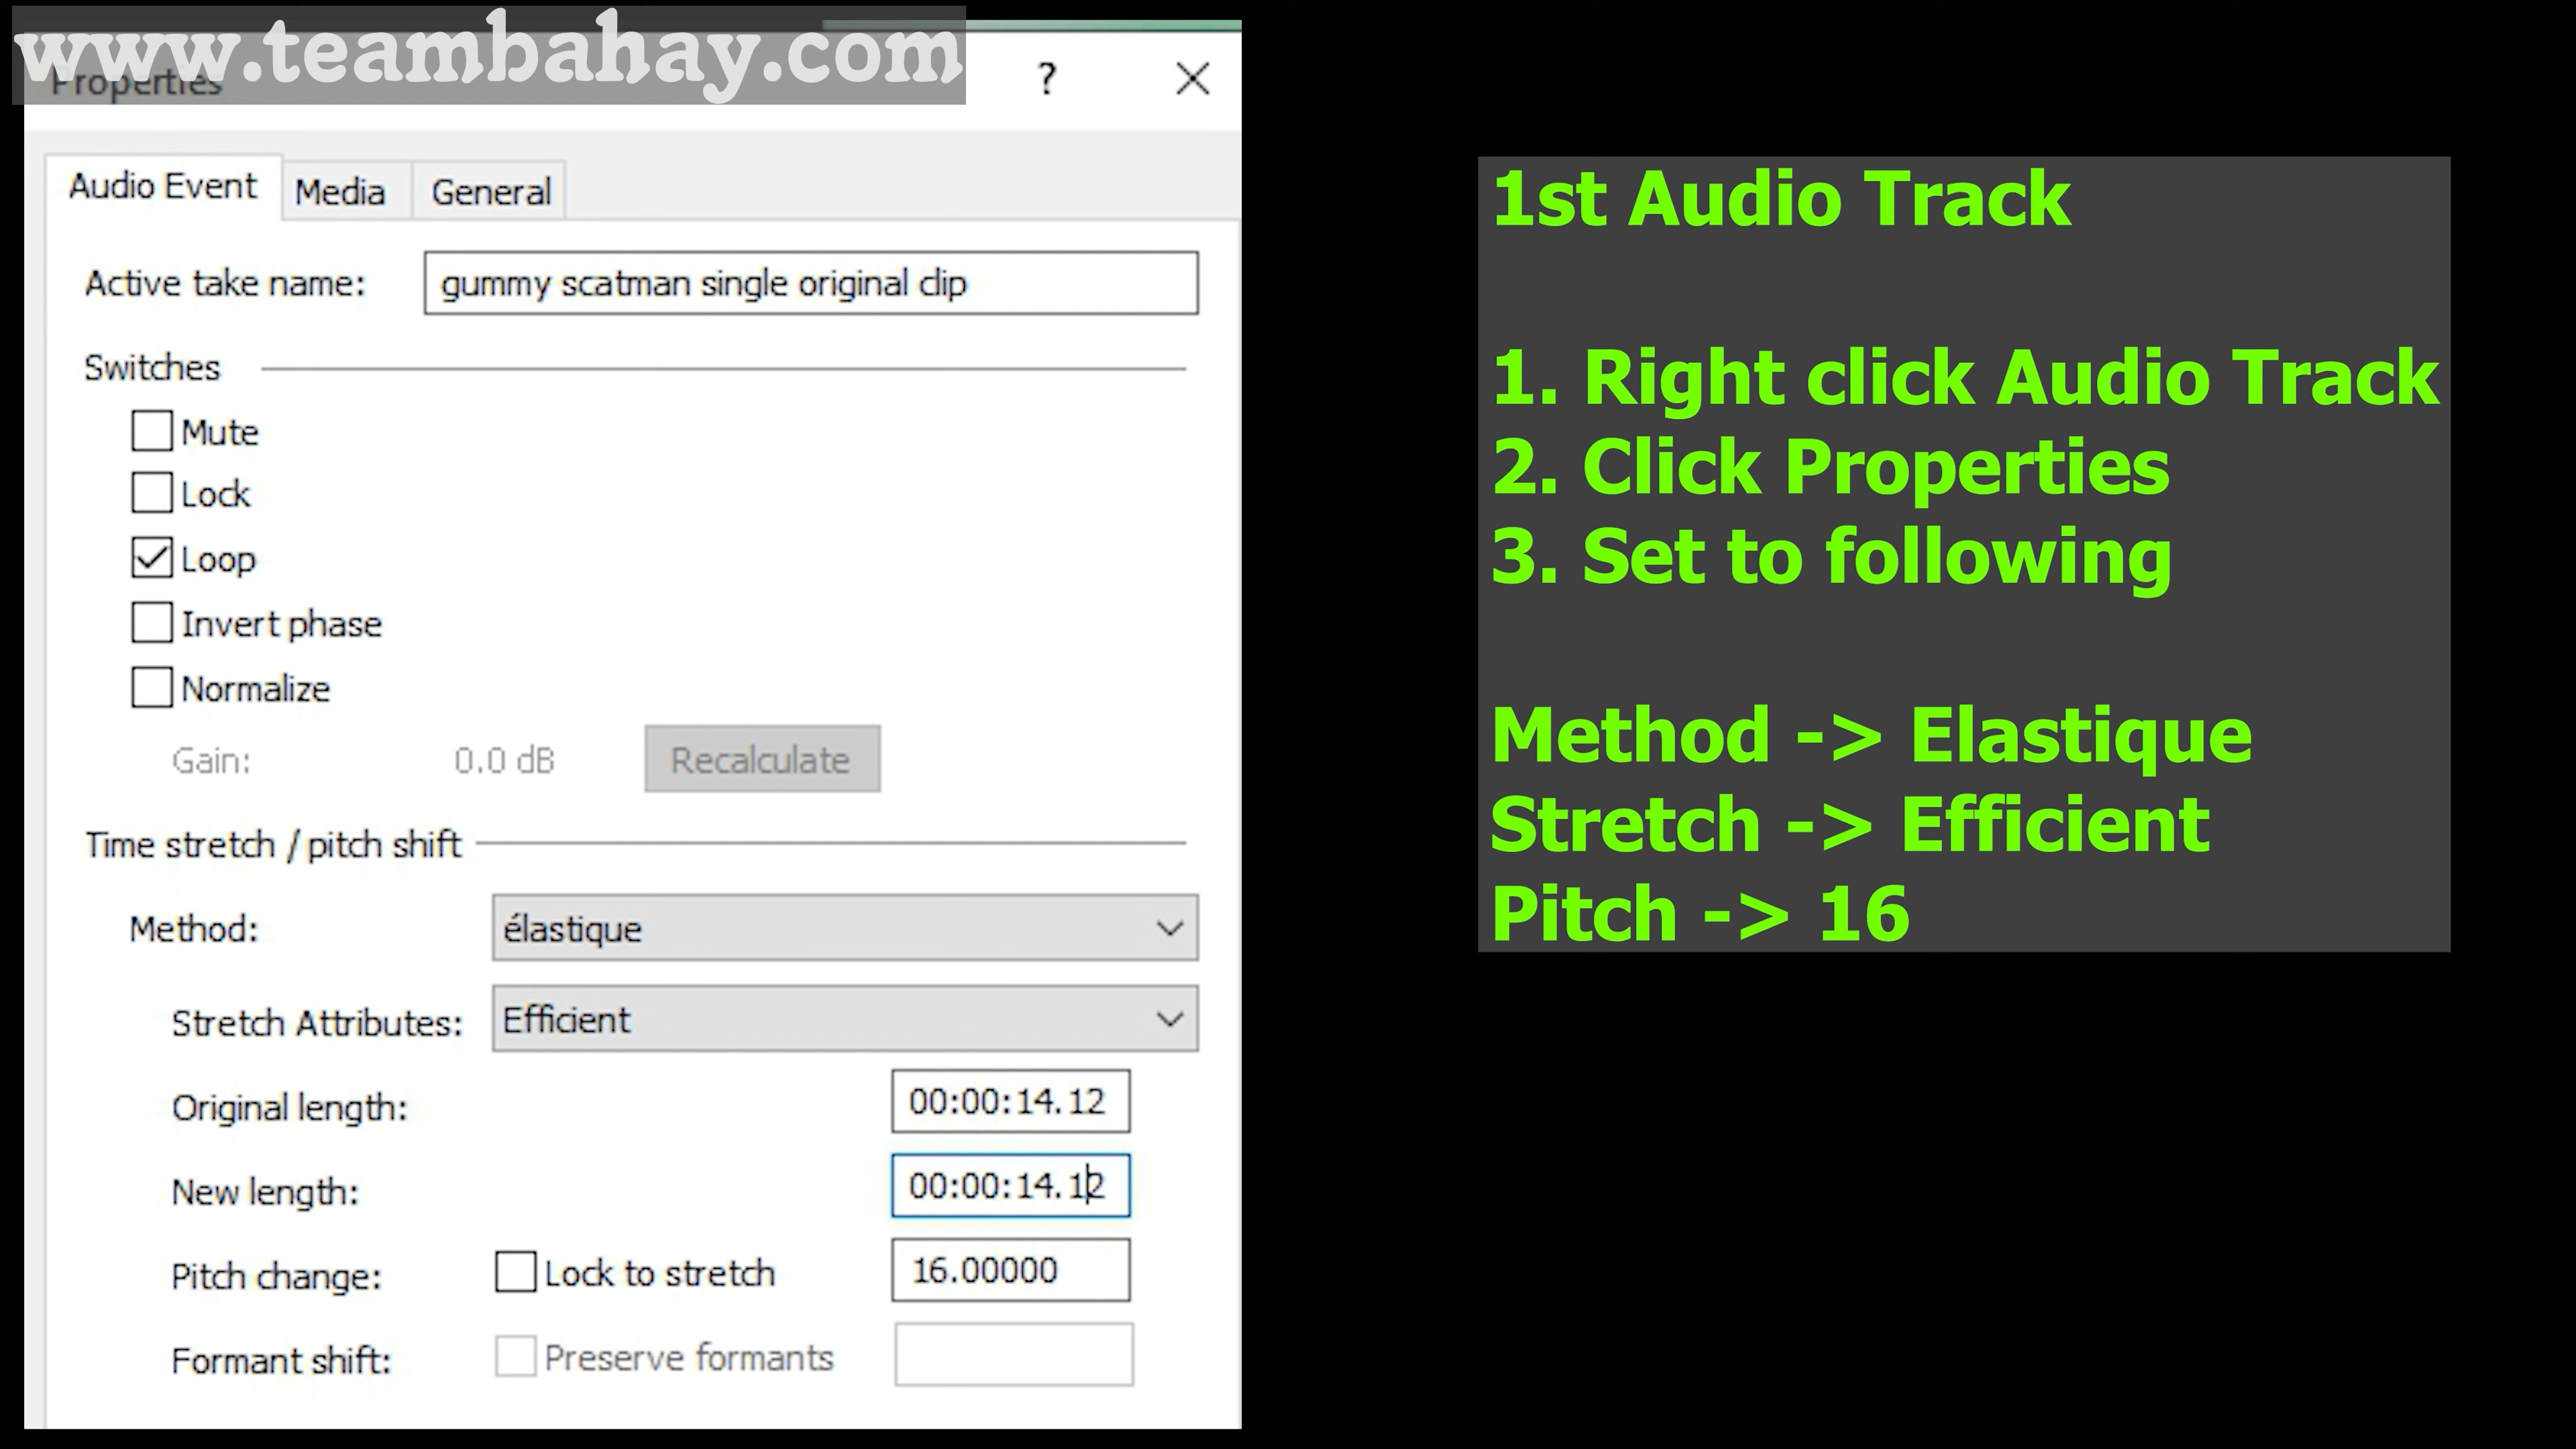 www.teambahay.com
Properties
?
Audio Event Media General
Active take name: gummy scatman single original clip
Switches
Mute
Lock
Loop
Invert phase
Normalize
Gain: 0.0 dB Recalculate
Time stretch / pitch shift
Method: élastique
Stretch Attributes: Efficient
Original length: 00:00:14.12
New length: 00:00:14.12
Pitch change: Lock to stretch 16.00000
Formant shift: Preserve formants
1st Audio Track
1. Right click Audio Track
2. Click Properties
3. Set to following
Method -> Elastique
Stretch -> Efficient
Pitch -> 16